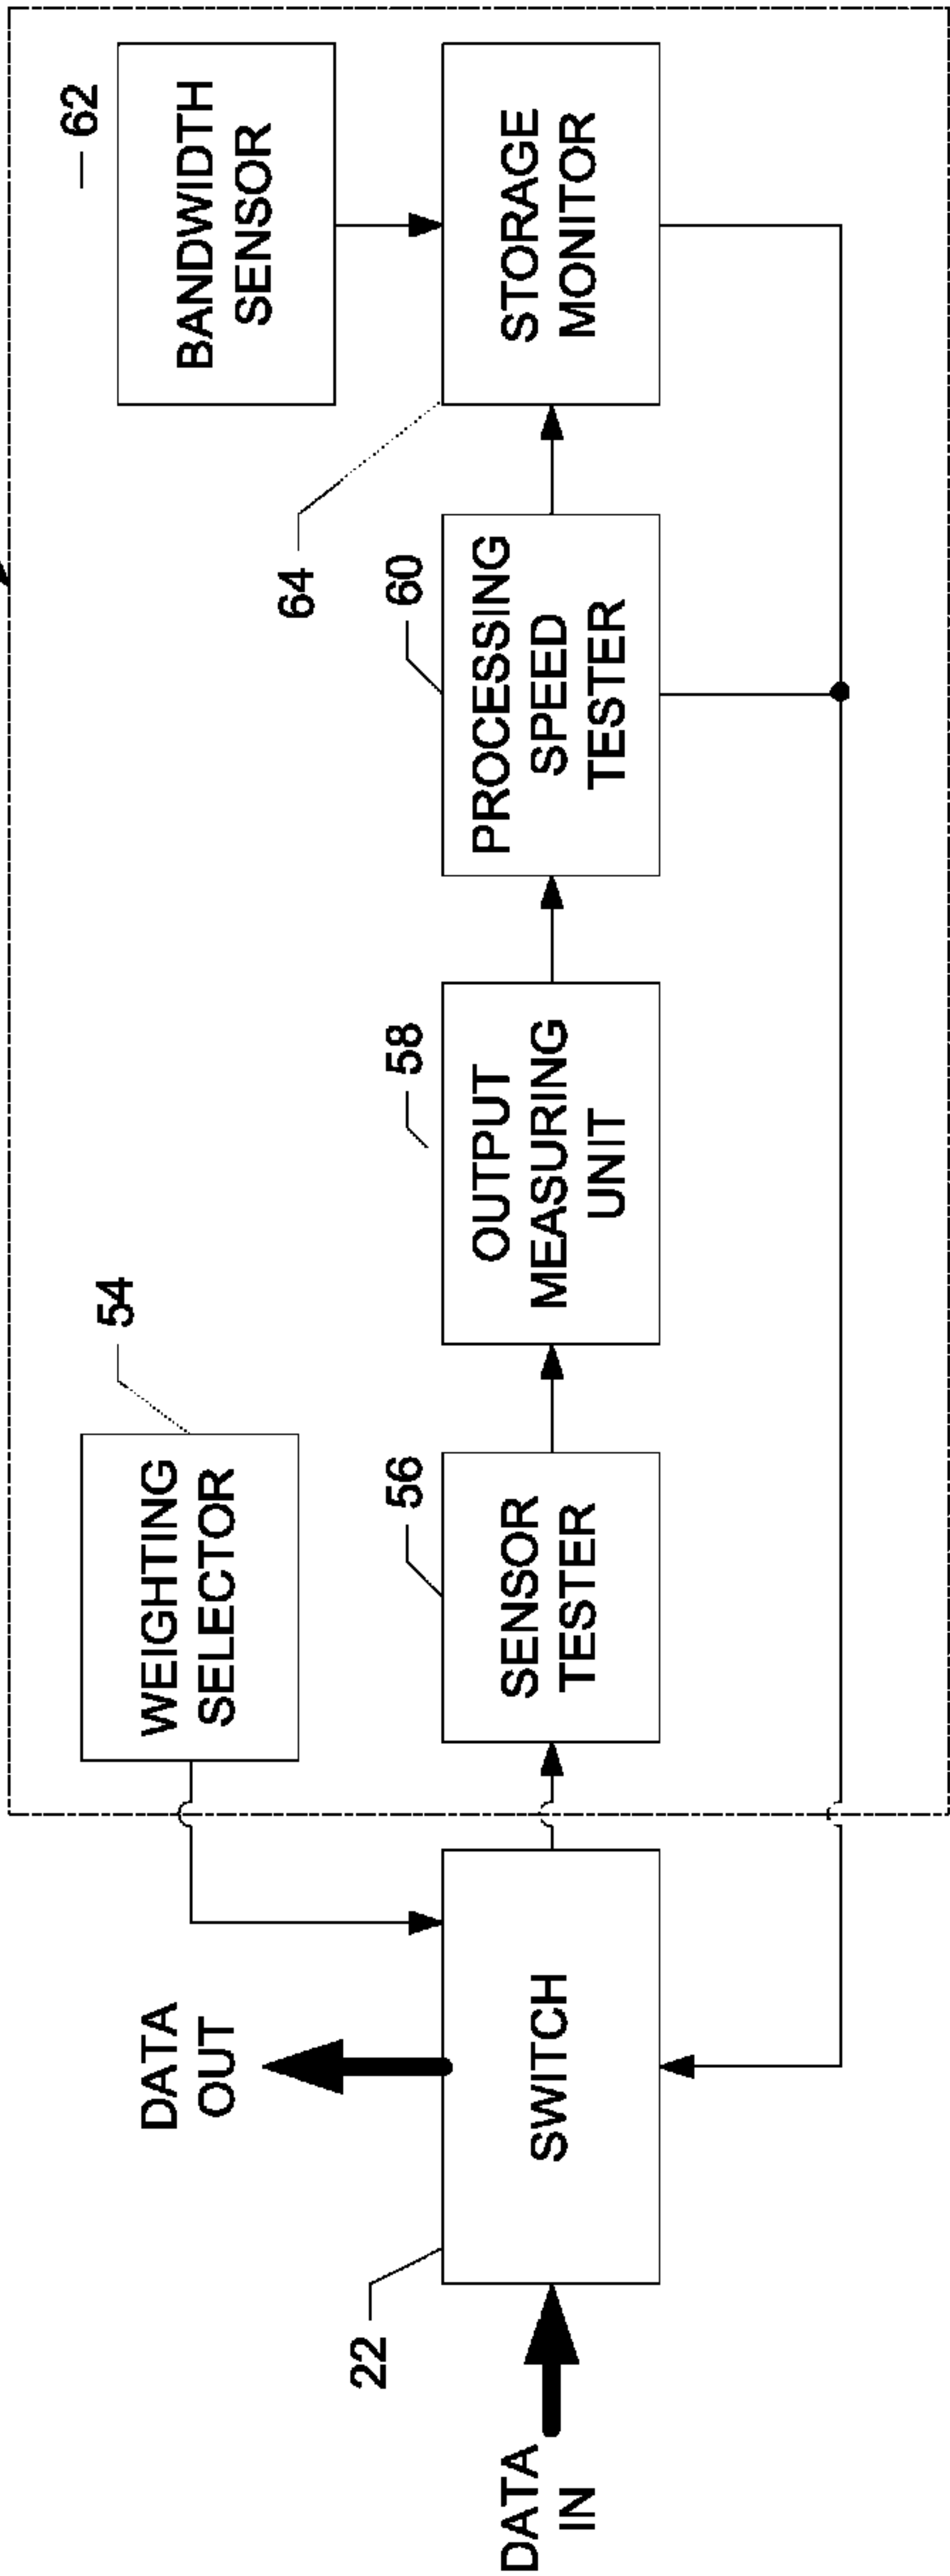 DATA
IN
22
SWITCH
DATA
OUT
WEIGHTING
SELECTOR
54
SENSOR
TESTER
56
OUTPUT
MEASURING
UNIT
58
PROCESSING
SPEED
TESTER
60
STORAGE
MONITOR
64
BANDWIDTH
SENSOR
62